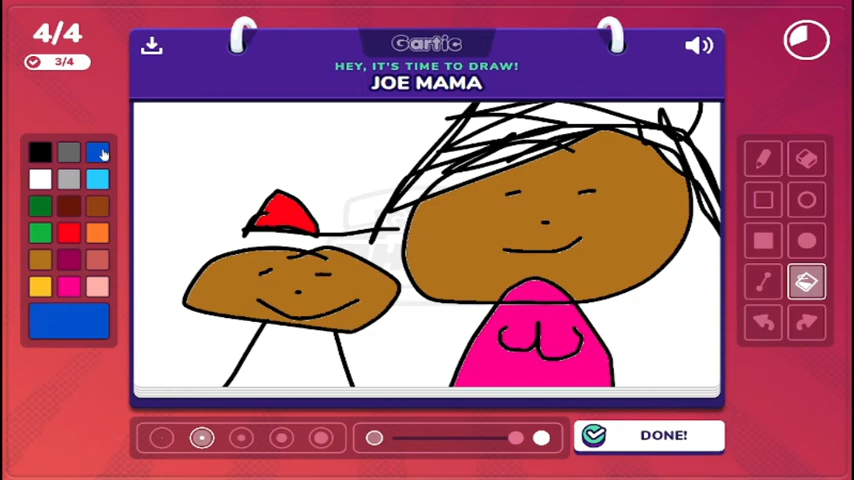 4/4
3/4
Gartic
HEY, IT'S TIME TO DRAW!
JOE MAMA
DONE!